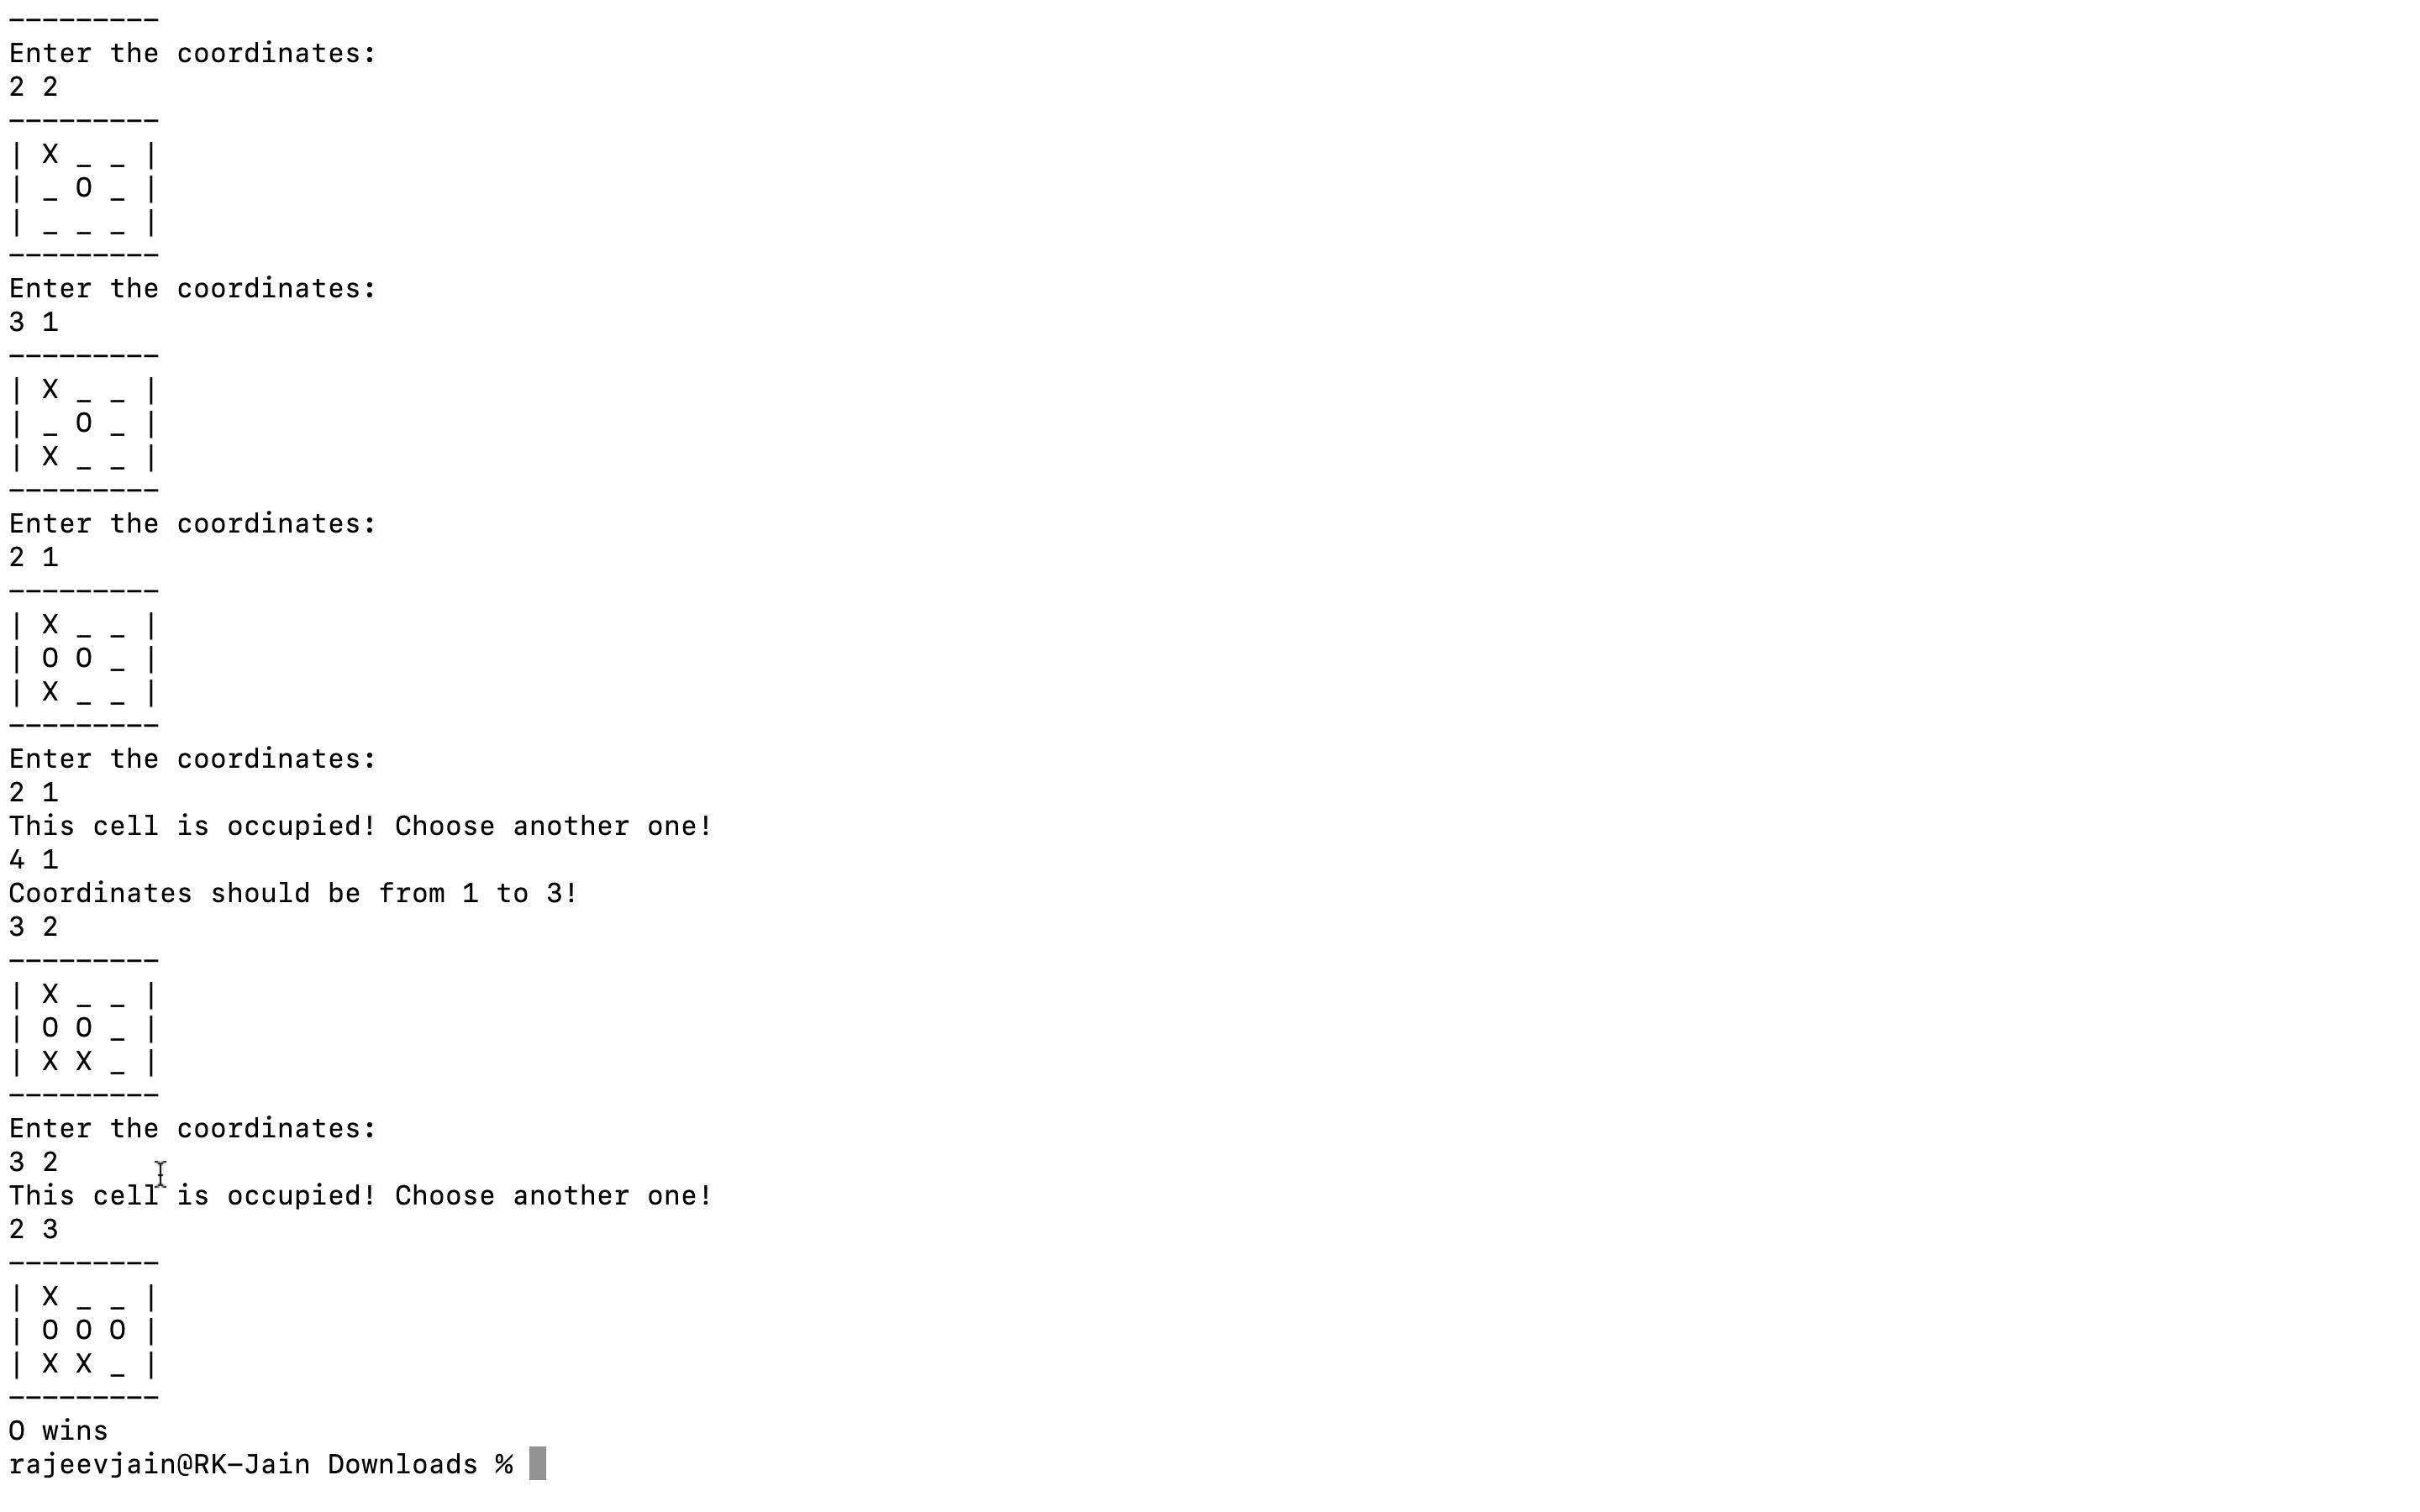 ---------
Enter the coordinates:
2 2
---------
| X _ _ |
| _ O _ |
| _ _ _ |
---------
Enter the coordinates:
3 1
---------
| X _ _ |
| _ O _ |
| X _ _ |
---------
Enter the coordinates:
2 1
---------
| X _ _ |
| O O _ |
| X _ _ |
---------
Enter the coordinates:
2 1
This cell is occupied! Choose another one!
4 1
Coordinates should be from 1 to 3!
3 2
---------
| X _ _ |
| O O _ |
| X X _ |
---------
Enter the coordinates:
3 2
This cell is occupied! Choose another one!
2 3
---------
| X _ _ |
| O O O |
| X X _ |
---------
O wins
rajeevjain@RK-Jain Downloads %